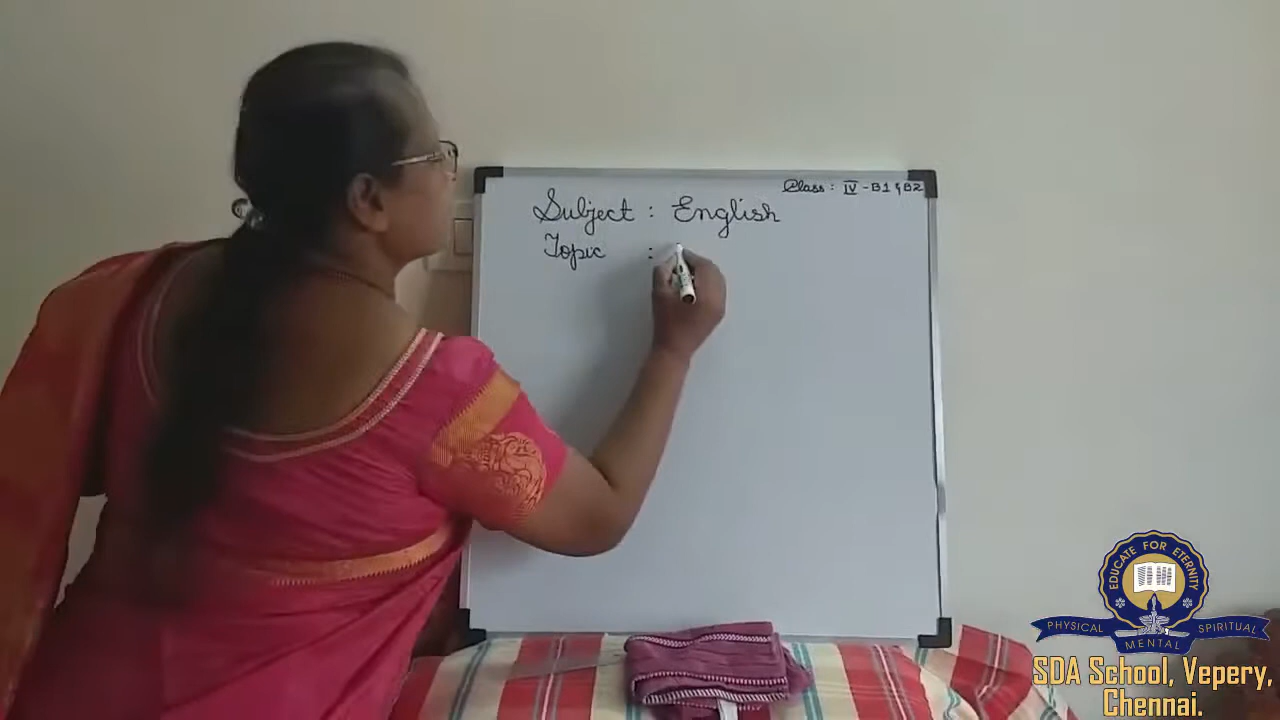 Class : IV - B1 & B2
Subject : English
Topic :
EDUCATE FOR ETERNITY
PHYSICAL MENTAL SPIRITUAL
SDA School, Vepery,
Chennai.